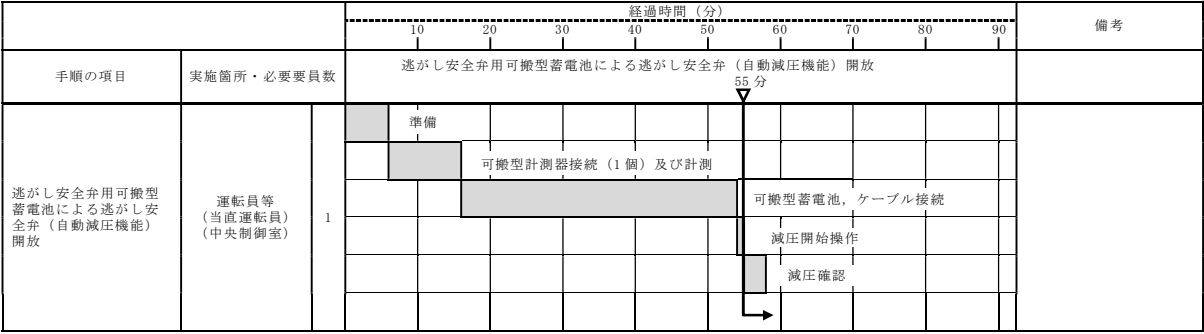 経過時間（分）
10 20 30 40 50 60 70 80 90
備考
手順の項目
実施箇所・必要要員数
逃がし安全弁用可搬型蓄電池による逃がし安全弁（自動減圧機能）開放
55 分
準備
可搬型計測器接続（1 個）及び計測
可搬型蓄電池，ケーブル接続
減圧開始操作
減圧確認
逃がし安全弁用可搬型
蓄電池による逃がし安
全弁（自動減圧機能）
開放
運転員等
（当直運転員）
（中央制御室）
1